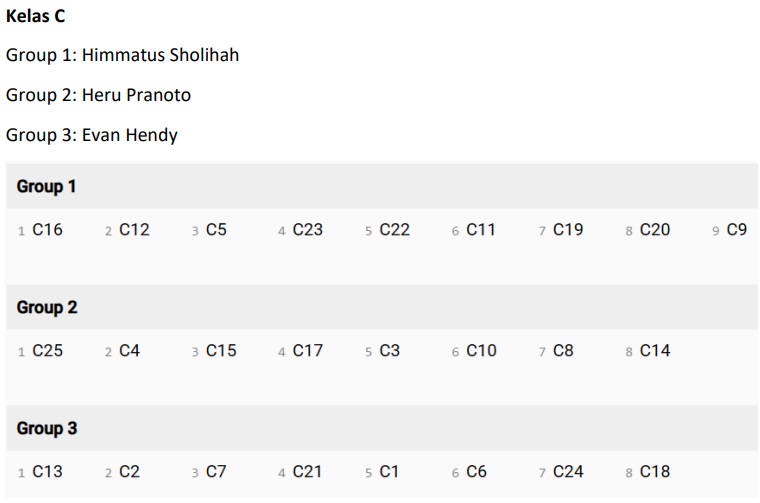 Kelas C
Group 1: Himmatus Sholihah
Group 2: Heru Pranoto
Group 3: Evan Hendy
Group 1
1 C16 2 C12 3 C5 4 C23 5 C22 6 C11 7 C19 8 C20 9 C9
Group 2
1 C25 2 C4 3 C15 4 C17 5 C3 6 C10 7 C8 8 C14
Group 3
1 C13 2 C2 3 C7 4 C21 5 C1 6 C6 7 C24 8 C18